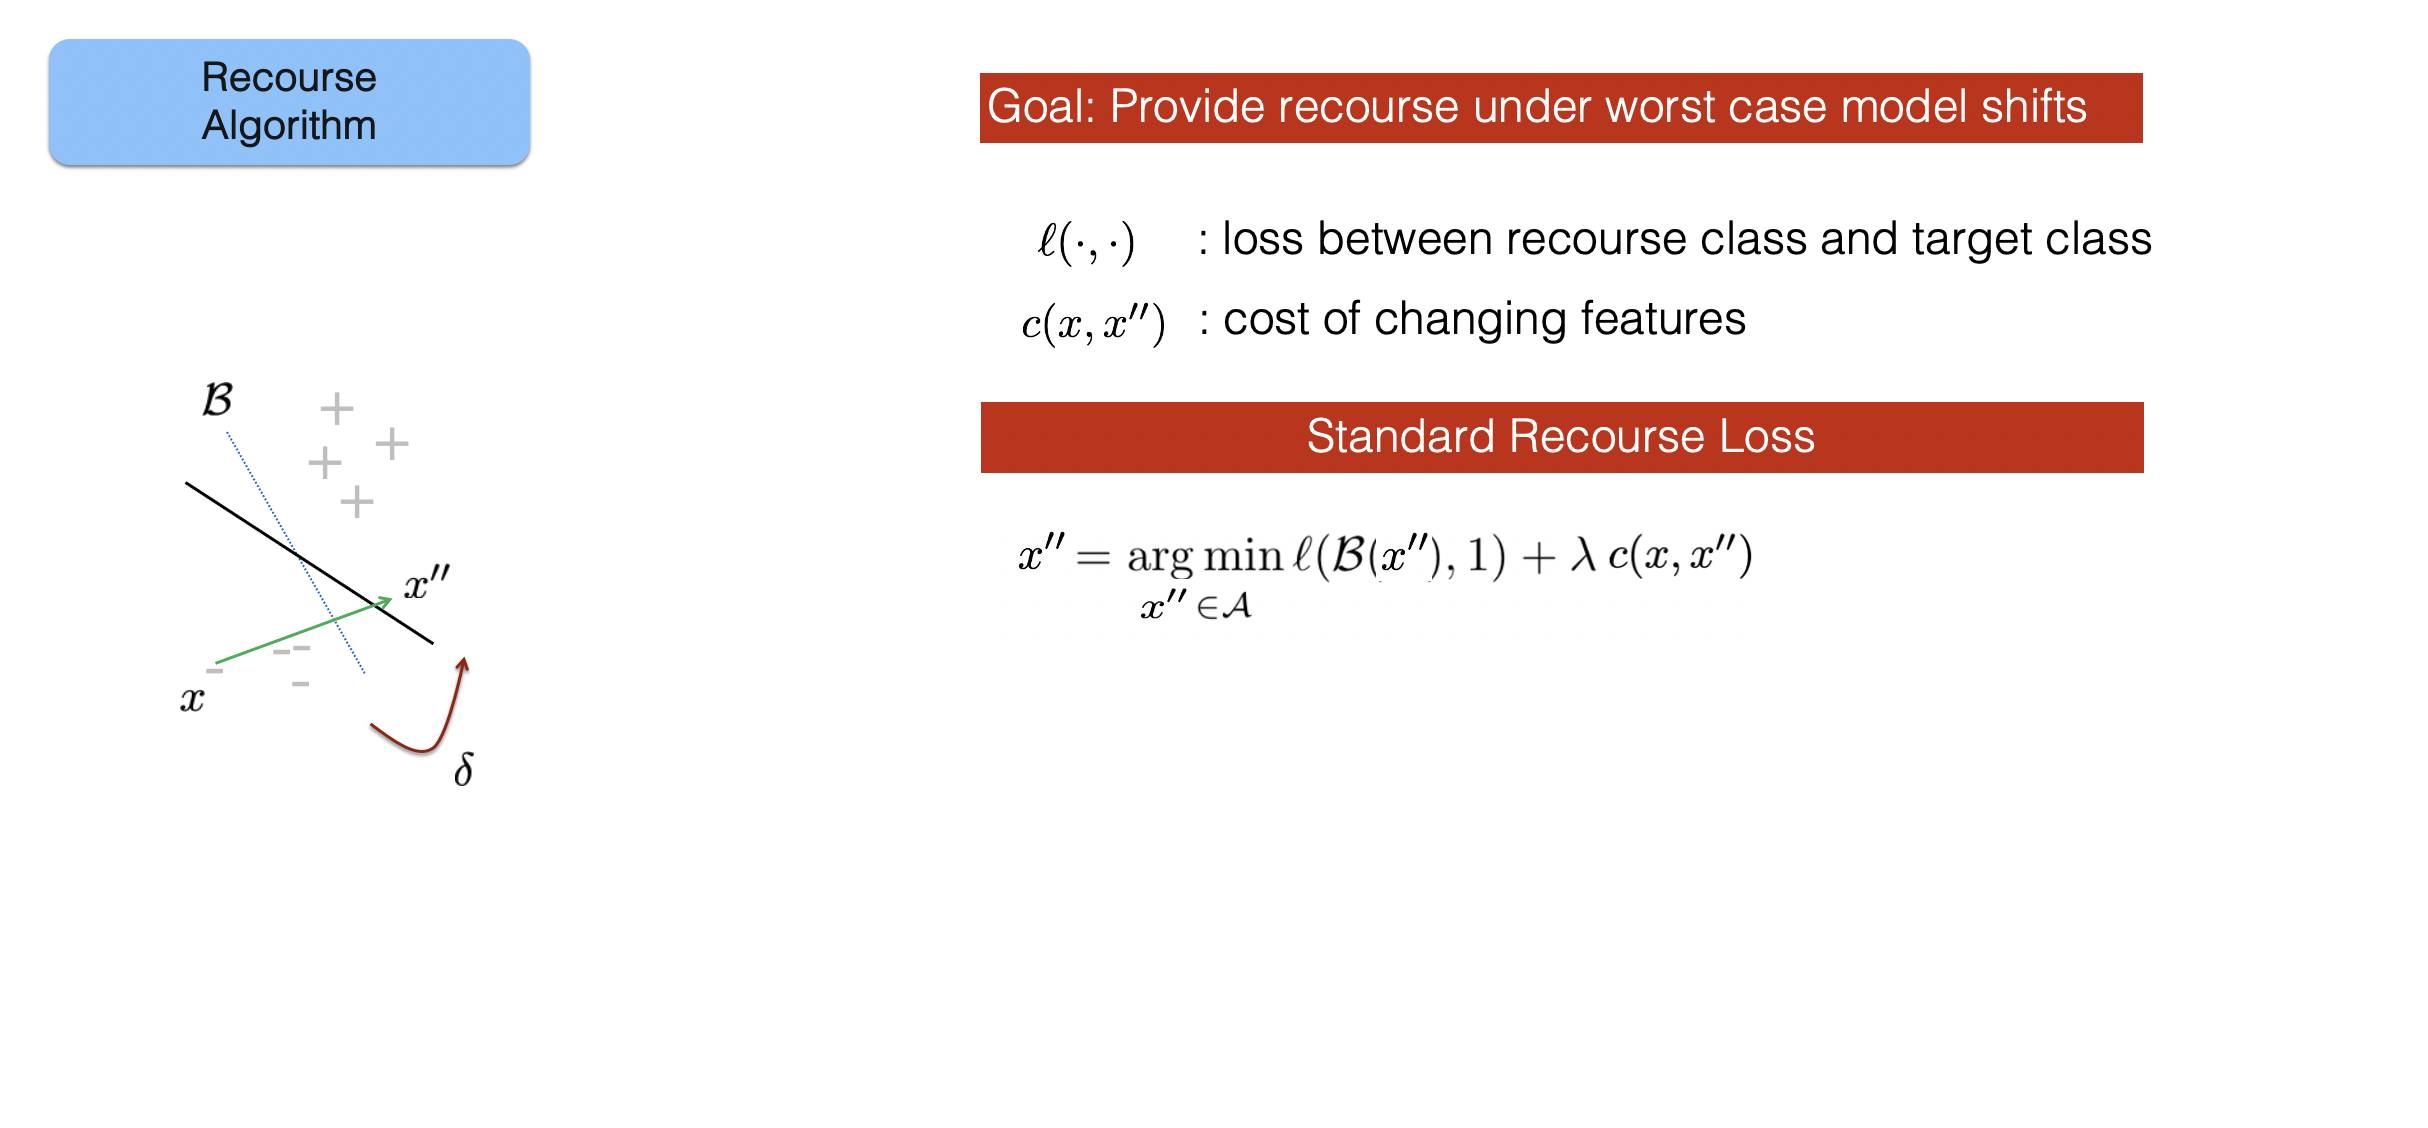 Recourse
Algorithm
Goal: Provide recourse under worst case model shifts
ℓ(·, ·) : loss between recourse class and target class
c(x, x″) : cost of changing features
Standard Recourse Loss
x″ = arg min ℓ(ℬ(x″), 1) + λ c(x, x″)
x″ ∈ 𝒜
ℬ
+
+
+
+
x″
- -
-
-
x
δ